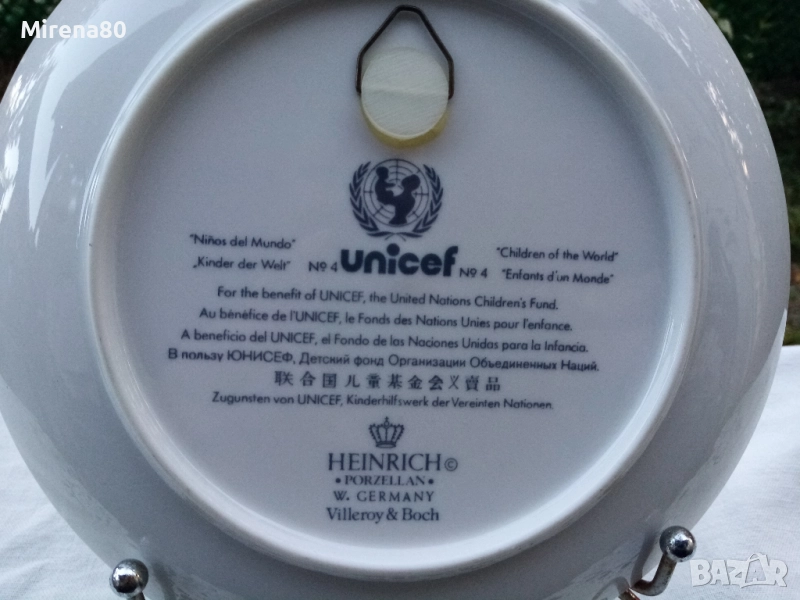 Mirena80
"Niños del Mundo"
"Children of the World"
„Kinder der Welt" Nº 4 unicef Nº 4 "Enfants d'un Monde"
For the benefit of UNICEF, the United Nations Children's Fund.
Au bénéfice de l'UNICEF, le Fonds des Nations Unies pour l'enfance.
A beneficio del UNICEF, el Fondo de las Naciones Unidas para la Infancia.
В пользу ЮНИСЕФ, Детский фонд Организации Объединенных Наций.
联合国儿童基金会义賣品
Zugunsten von UNICEF, Kinderhilfswerk der Vereinten Nationen.
HEINRICH©
• PORZELLAN •
W. GERMANY
Villeroy & Boch
BAZAR